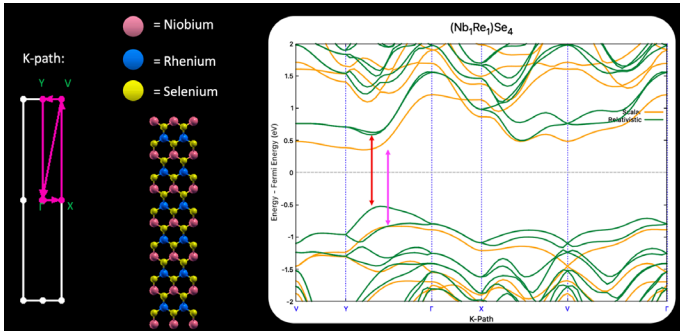 = Niobium
= Rhenium
= Selenium
K-path:
Y V
Γ X
(Nb₁Re₁)Se₄
Energy - Fermi Energy (eV)
2
1.5
1
0.5
0
-0.5
-1
-1.5
-2
Scalar
Relativistic
V Y Γ X V Γ
K-Path